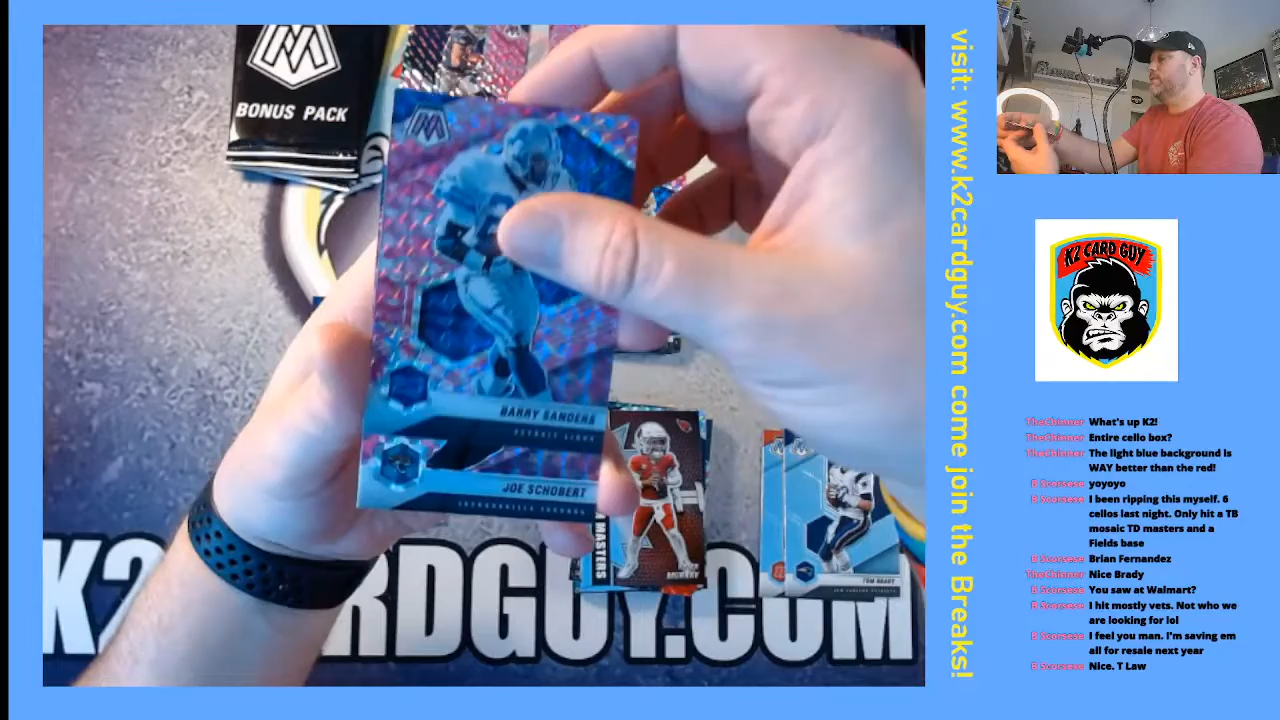 BONUS PACK
BARRY SANDERS
DETROIT LIONS
JOE SCHOBERT
JACKSONVILLE JAGUARS
MASTERS
MURRAY
TOM BRADY
NEW ENGLAND PATRIOTS
K2 RDGUY.COM
visit: www.k2cardguy.com come join the Breaks!
K2 CARD GUY
TheChinner What's up K2!
TheChinner Entire cello box?
TheChinner The light blue background is
WAY better than the red!
B Scorsese yoyoyo
B Scorsese I been ripping this myself. 6
cellos last night. Only hit a TB
mosaic TD masters and a
Fields base
B Scorsese Brian Fernandez
TheChinner Nice Brady
B Scorsese You saw at Walmart?
B Scorsese I hit mostly vets. Not who we
are looking for lol
B Scorsese I feel you man. I'm saving em
all for resale next year
B Scorsese Nice. T Law